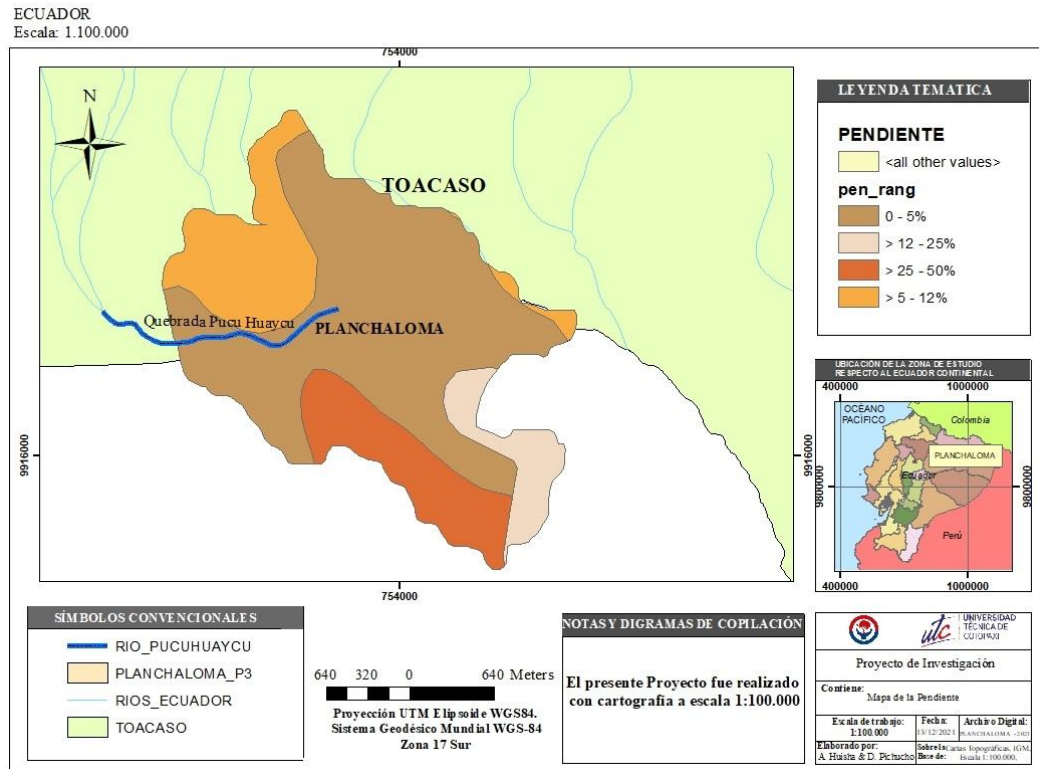 ECUADOR
Escala: 1.100.000
754000
N
TOACASO
Quebrada Pucu Huaycu
PLANCHALOMA
9916000
9916000
754000
LEYENDA TEMATICA
PENDIENTE
<all other values>
pen_rang
0 - 5%
> 12 - 25%
> 25 - 50%
> 5 - 12%
UBICACIÓN DE LA ZONA DE ESTUDIO
RESPECTO AL ECUADOR CONTINENTAL
400000
1000000
OCEANO
PACÍFICO
Colombia
PLANCHALOMA
Ecuador
9800000
9800000
Perú
400000
1000000
SÍMBOLOS CONVENCIONALES
RIO_PUCUHUAYCU
PLANCHALOMA_P3
RIOS_ECUADOR
TOACASO
640 320 0 640 Meters
Proyección UTM Elipsoide WGS84.
Sistema Geodésico Mundial WGS-84
Zona 17 Sur
NOTAS Y DIGRAMAS DE COPILACIÓN
El presente Proyecto fue realizado
con cartografía a escala 1:100.000
utc
UNIVERSIDAD
TÉCNICA DE
COTOPAXI
Proyecto de Investigación
Contiene:
Mapa de la Pendiente
Escala de trabajo:
1:100.000
Fecha:
13/12/2021
Archivo Digital:
PLANCHALOMA -2021
Elaborado por:
A. Huisha & D. Pichucho
Sobre la Cartas Topográficas, IGM,
Base de: Escala 1:100.000,